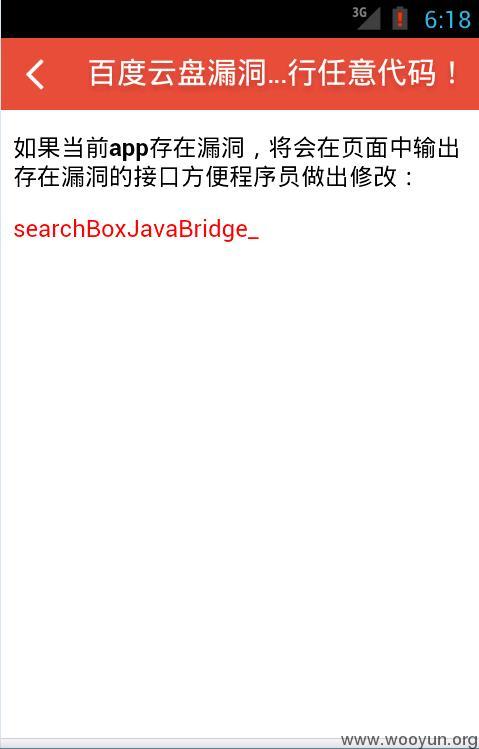 3G
6:18
百度云盘漏洞...行任意代码！
如果当前app存在漏洞，将会在页面中输出
存在漏洞的接口方便程序员做出修改：
searchBoxJavaBridge_
www.wooyun.org